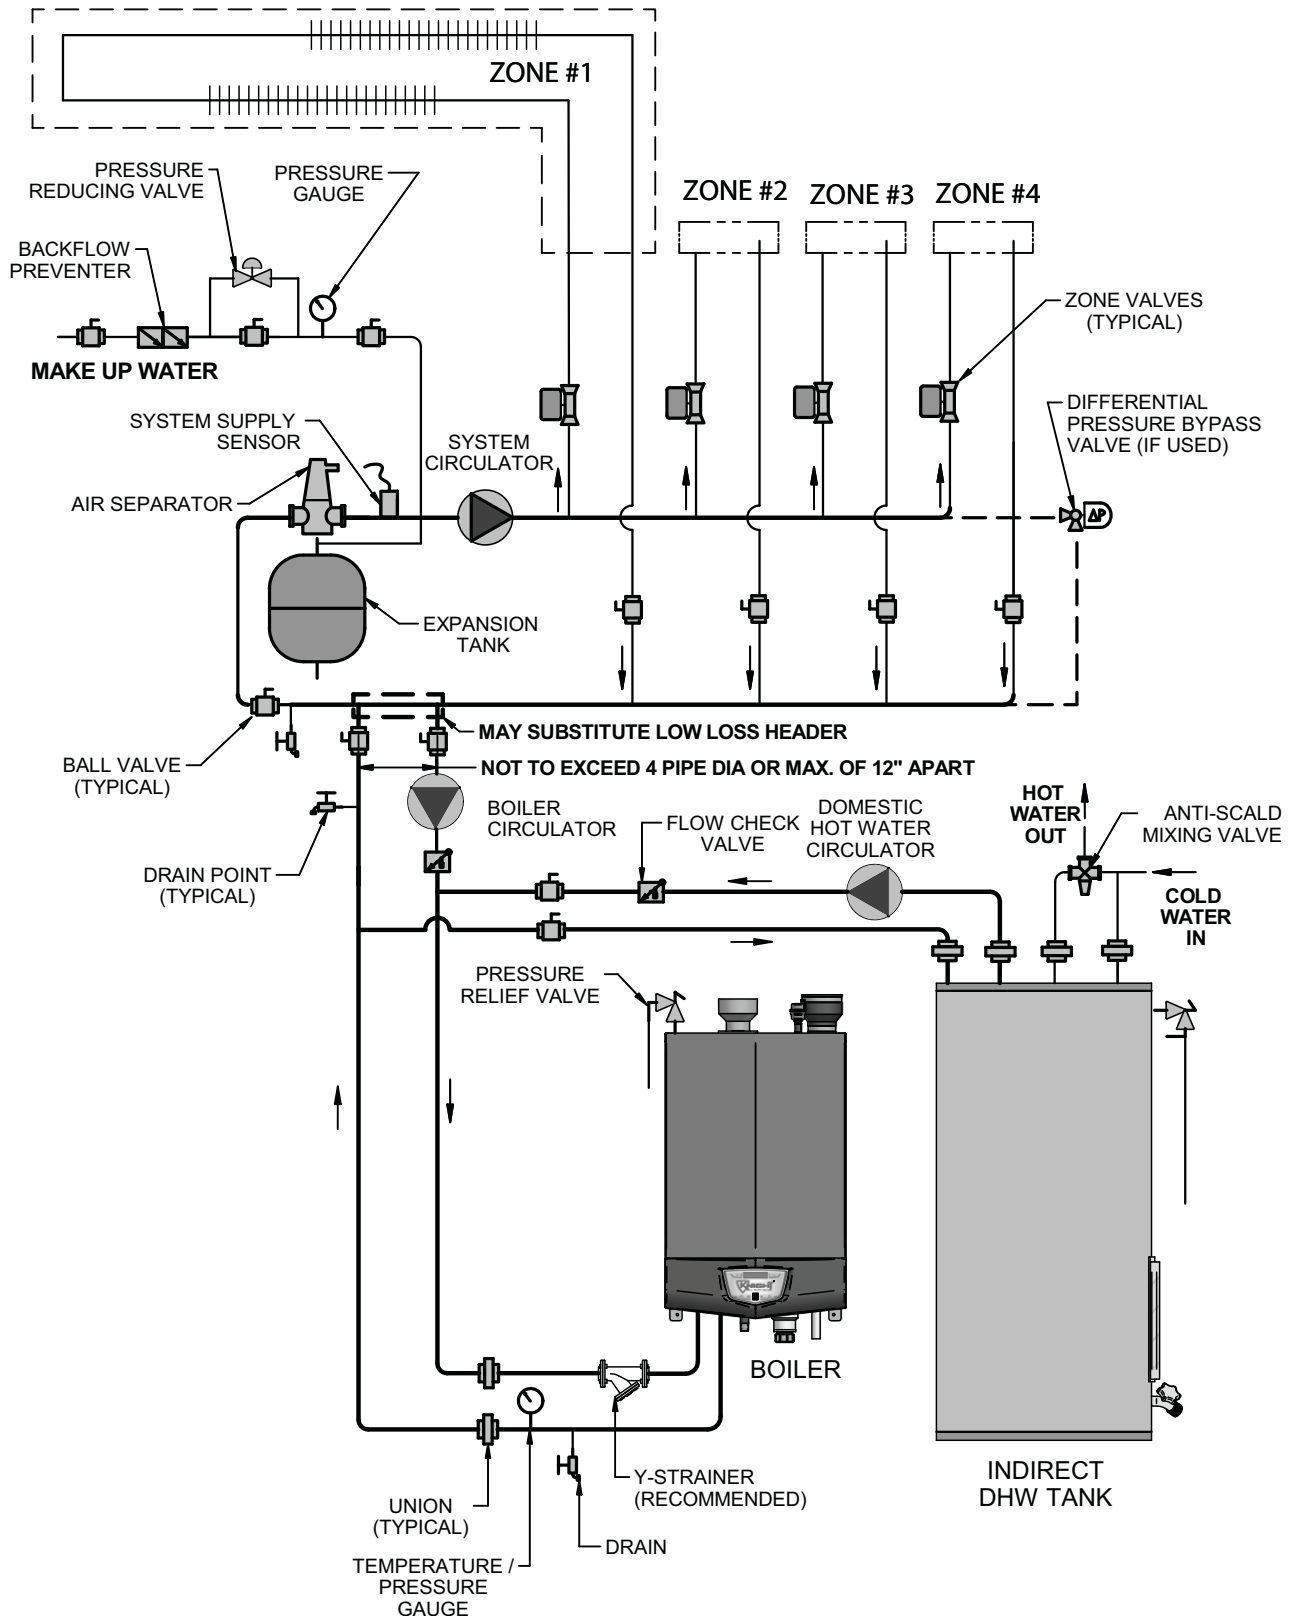 ZONE #1
PRESSURE
REDUCING VALVE
PRESSURE
GAUGE
ZONE #2
ZONE #3
ZONE #4
BACKFLOW
PREVENTER
ZONE VALVES
(TYPICAL)
MAKE UP WATER
SYSTEM SUPPLY
SENSOR
SYSTEM
CIRCULATOR
DIFFERENTIAL
PRESSURE BYPASS
VALVE (IF USED)
AIR SEPARATOR
ΔP
EXPANSION
TANK
MAY SUBSTITUTE LOW LOSS HEADER
BALL VALVE
(TYPICAL)
NOT TO EXCEED 4 PIPE DIA OR MAX. OF 12" APART
BOILER
CIRCULATOR
FLOW CHECK
VALVE
DOMESTIC
HOT WATER
CIRCULATOR
HOT
WATER
OUT
ANTI-SCALD
MIXING VALVE
DRAIN POINT
(TYPICAL)
COLD
WATER
IN
PRESSURE
RELIEF VALVE
KNIGHT
BOILER
Y-STRAINER
(RECOMMENDED)
INDIRECT
DHW TANK
UNION
(TYPICAL)
DRAIN
TEMPERATURE /
PRESSURE
GAUGE